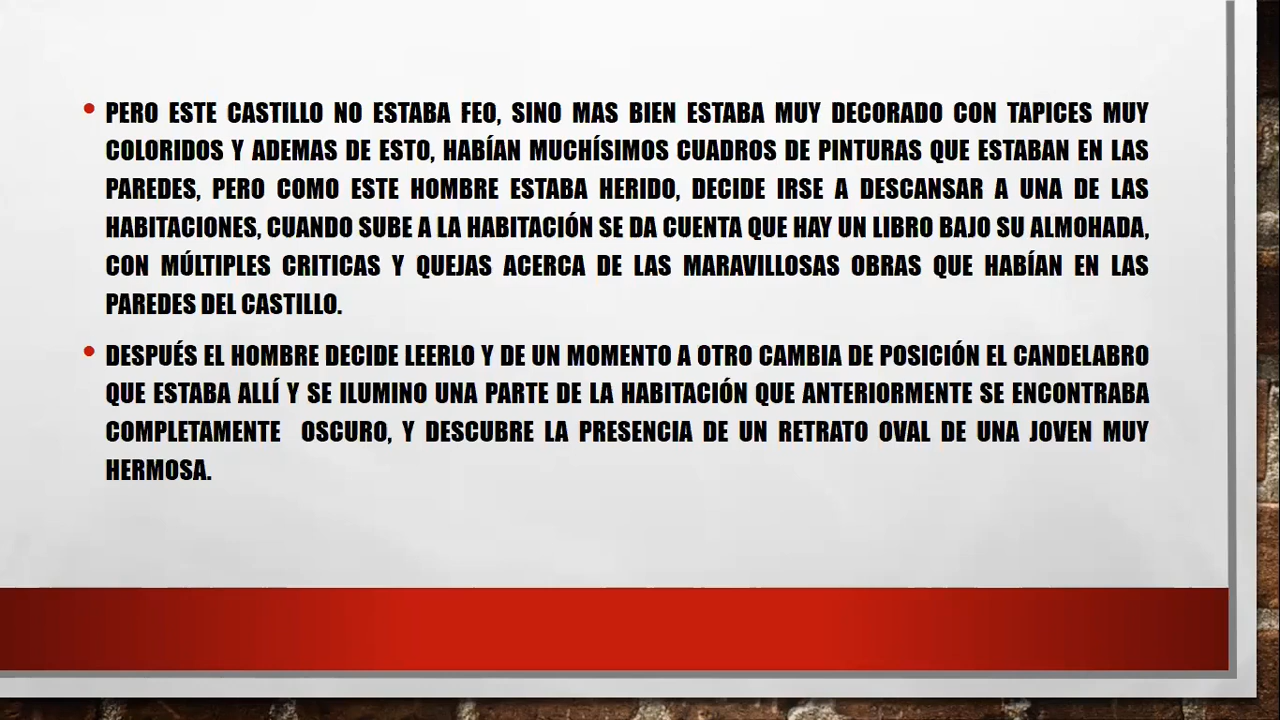 • PERO ESTE CASTILLO NO ESTABA FEO, SINO MAS BIEN ESTABA MUY DECORADO CON TAPICES MUY
COLORIDOS Y ADEMAS DE ESTO, HABÍAN MUCHÍSIMOS CUADROS DE PINTURAS QUE ESTABAN EN LAS
PAREDES, PERO COMO ESTE HOMBRE ESTABA HERIDO, DECIDE IRSE A DESCANSAR A UNA DE LAS
HABITACIONES, CUANDO SUBE A LA HABITACIÓN SE DA CUENTA QUE HAY UN LIBRO BAJO SU ALMOHADA,
CON MÚLTIPLES CRITICAS Y QUEJAS ACERCA DE LAS MARAVILLOSAS OBRAS QUE HABÍAN EN LAS
PAREDES DEL CASTILLO.
• DESPUÉS EL HOMBRE DECIDE LEERLO Y DE UN MOMENTO A OTRO CAMBIA DE POSICIÓN EL CANDELABRO
QUE ESTABA ALLÍ Y SE ILUMINO UNA PARTE DE LA HABITACIÓN QUE ANTERIORMENTE SE ENCONTRABA
COMPLETAMENTE OSCURO, Y DESCUBRE LA PRESENCIA DE UN RETRATO OVAL DE UNA JOVEN MUY
HERMOSA.